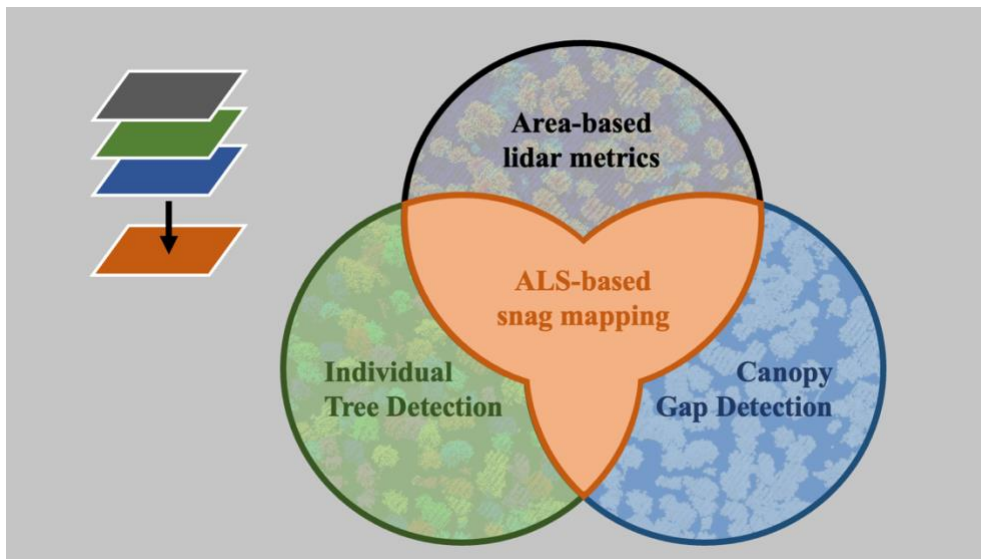 Area-based
lidar metrics
ALS-based
snag mapping
Individual
Tree Detection
Canopy
Gap Detection